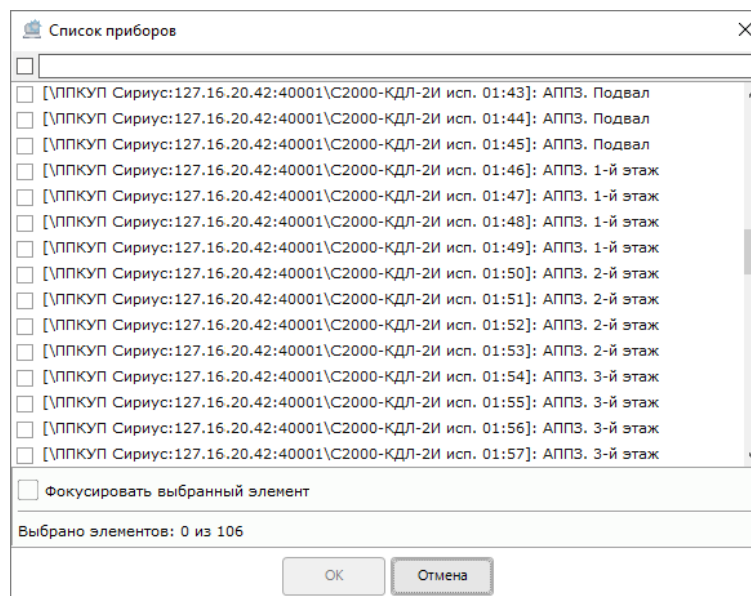 Список приборов
[\ППКУП Сириус:127.16.20.42:40001\С2000-КДЛ-2И исп. 01:43]: АППЗ. Подвал
[\ППКУП Сириус:127.16.20.42:40001\С2000-КДЛ-2И исп. 01:44]: АППЗ. Подвал
[\ППКУП Сириус:127.16.20.42:40001\С2000-КДЛ-2И исп. 01:45]: АППЗ. Подвал
[\ППКУП Сириус:127.16.20.42:40001\С2000-КДЛ-2И исп. 01:46]: АППЗ. 1-й этаж
[\ППКУП Сириус:127.16.20.42:40001\С2000-КДЛ-2И исп. 01:47]: АППЗ. 1-й этаж
[\ППКУП Сириус:127.16.20.42:40001\С2000-КДЛ-2И исп. 01:48]: АППЗ. 1-й этаж
[\ППКУП Сириус:127.16.20.42:40001\С2000-КДЛ-2И исп. 01:49]: АППЗ. 1-й этаж
[\ППКУП Сириус:127.16.20.42:40001\С2000-КДЛ-2И исп. 01:50]: АППЗ. 2-й этаж
[\ППКУП Сириус:127.16.20.42:40001\С2000-КДЛ-2И исп. 01:51]: АППЗ. 2-й этаж
[\ППКУП Сириус:127.16.20.42:40001\С2000-КДЛ-2И исп. 01:52]: АППЗ. 2-й этаж
[\ППКУП Сириус:127.16.20.42:40001\С2000-КДЛ-2И исп. 01:53]: АППЗ. 2-й этаж
[\ППКУП Сириус:127.16.20.42:40001\С2000-КДЛ-2И исп. 01:54]: АППЗ. 3-й этаж
[\ППКУП Сириус:127.16.20.42:40001\С2000-КДЛ-2И исп. 01:55]: АППЗ. 3-й этаж
[\ППКУП Сириус:127.16.20.42:40001\С2000-КДЛ-2И исп. 01:56]: АППЗ. 3-й этаж
[\ППКУП Сириус:127.16.20.42:40001\С2000-КДЛ-2И исп. 01:57]: АППЗ. 3-й этаж
Фокусировать выбранный элемент
Выбрано элементов: 0 из 106
ОК Отмена